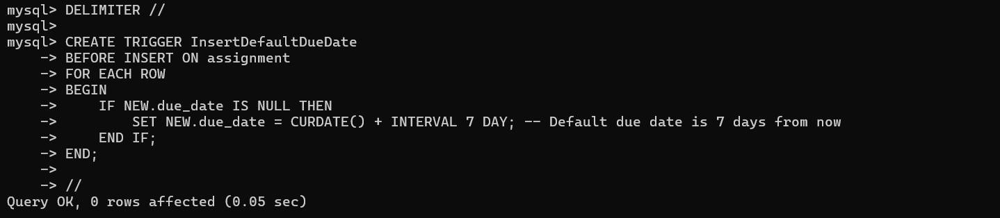 mysql> DELIMITER //
mysql>
mysql> CREATE TRIGGER InsertDefaultDueDate
    -> BEFORE INSERT ON assignment
    -> FOR EACH ROW
    -> BEGIN
    ->     IF NEW.due_date IS NULL THEN
    ->         SET NEW.due_date = CURDATE() + INTERVAL 7 DAY; -- Default due date is 7 days from now
    ->     END IF;
    -> END;
    ->
    -> //
Query OK, 0 rows affected (0.05 sec)